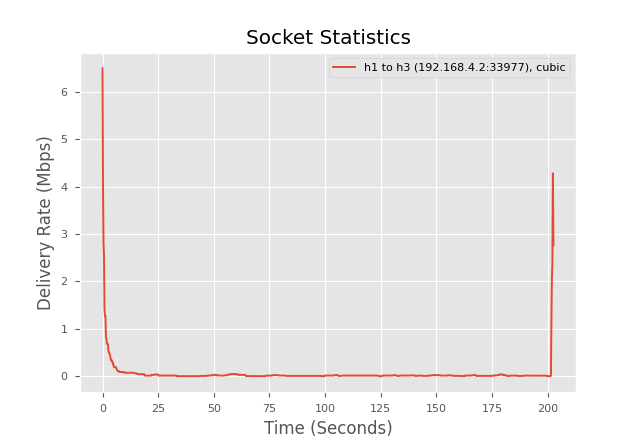 Socket Statistics
h1 to h3 (192.168.4.2:33977), cubic
Delivery Rate (Mbps)
6
5
4
3
2
1
0
0 25 50 75 100 125 150 175 200
Time (Seconds)